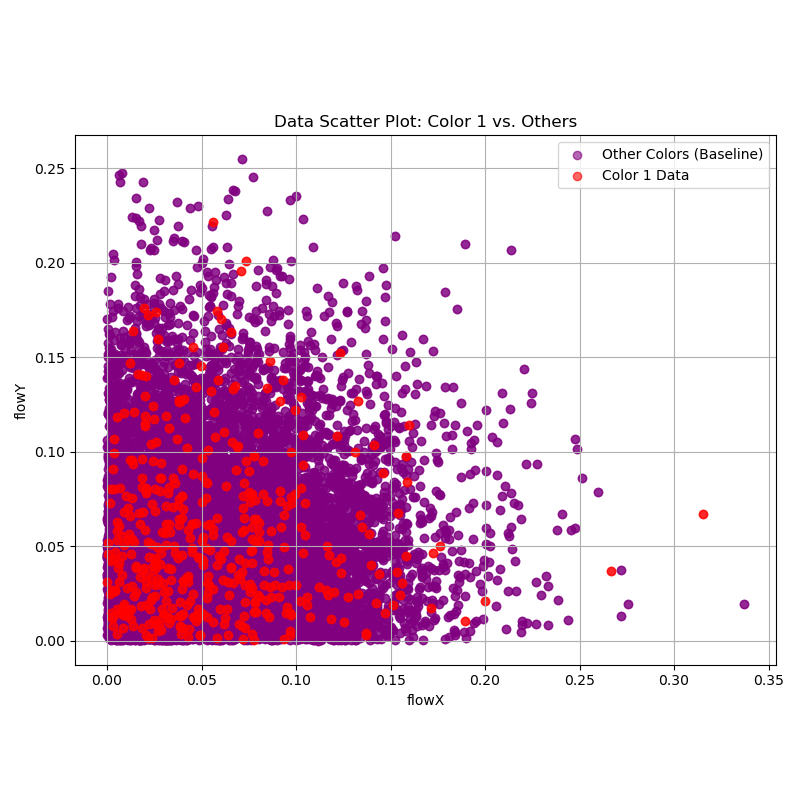 Data Scatter Plot: Color 1 vs. Others
Other Colors (Baseline)
Color 1 Data
0.25
0.20
0.15
0.10
0.05
0.00
flowY
0.00 0.05 0.10 0.15 0.20 0.25 0.30 0.35
flowX